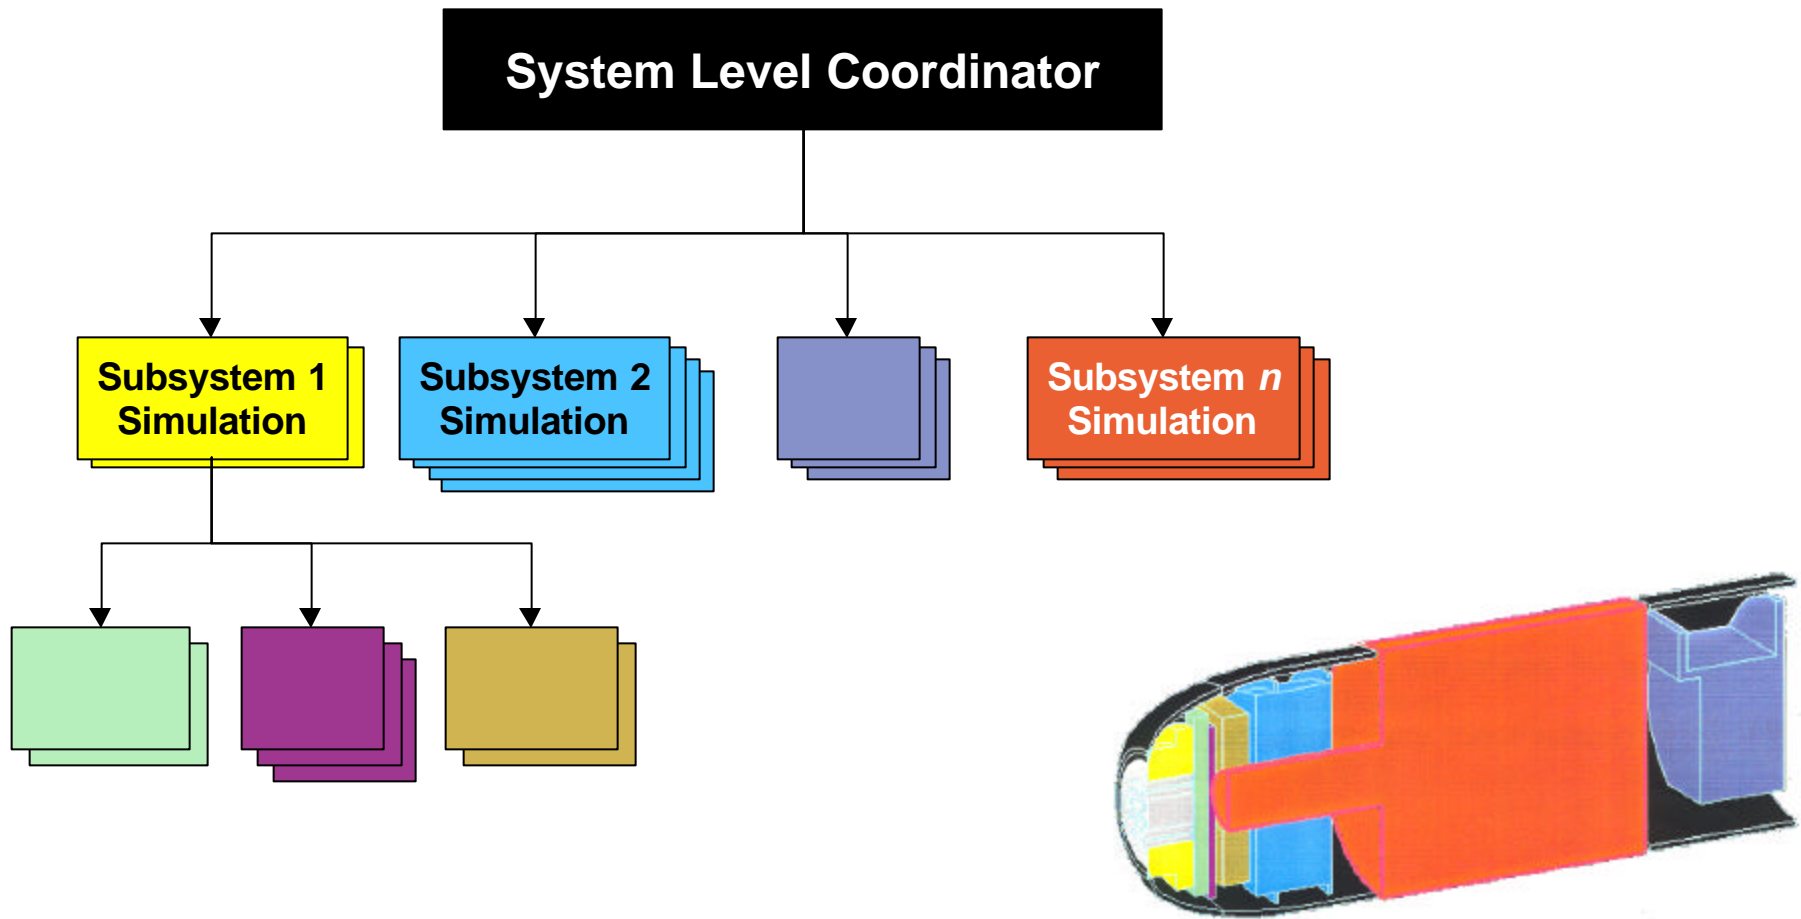 System Level Coordinator
Subsystem 1
Simulation
Subsystem 2
Simulation
Subsystem n
Simulation